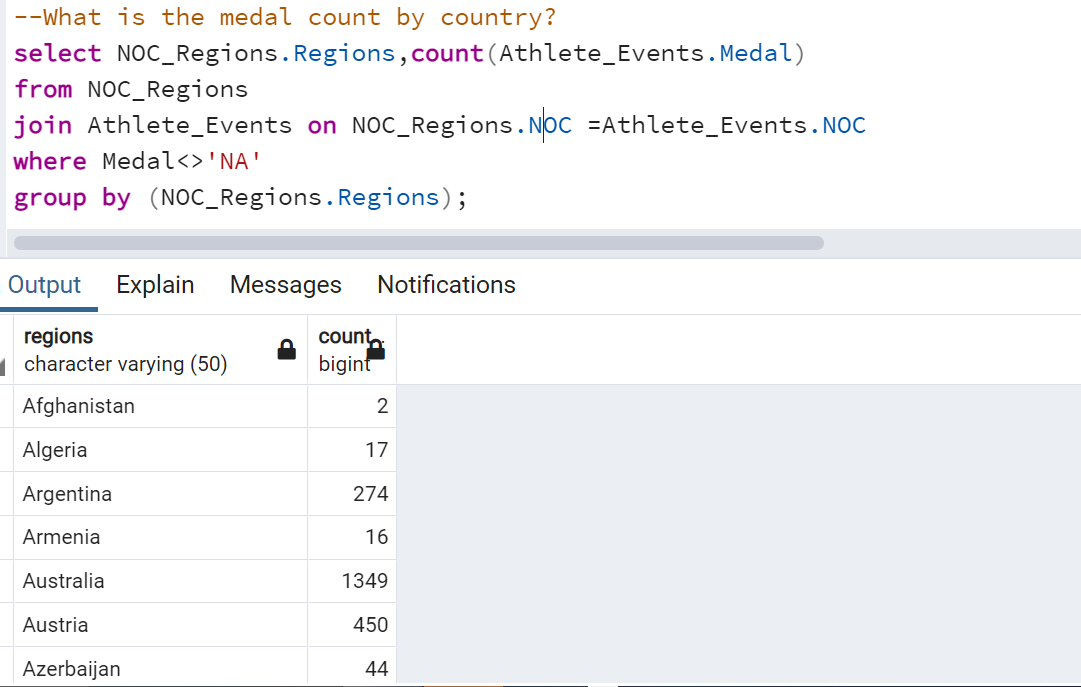 --What is the medal count by country?
select NOC_Regions.Regions,count(Athlete_Events.Medal)
from NOC_Regions
join Athlete_Events on NOC_Regions.NOC =Athlete_Events.NOC
where Medal<>'NA'
group by (NOC_Regions.Regions);
Output Explain Messages Notifications
regions count
character varying (50) bigint
Afghanistan 2
Algeria 17
Argentina 274
Armenia 16
Australia 1349
Austria 450
Azerbaijan 44